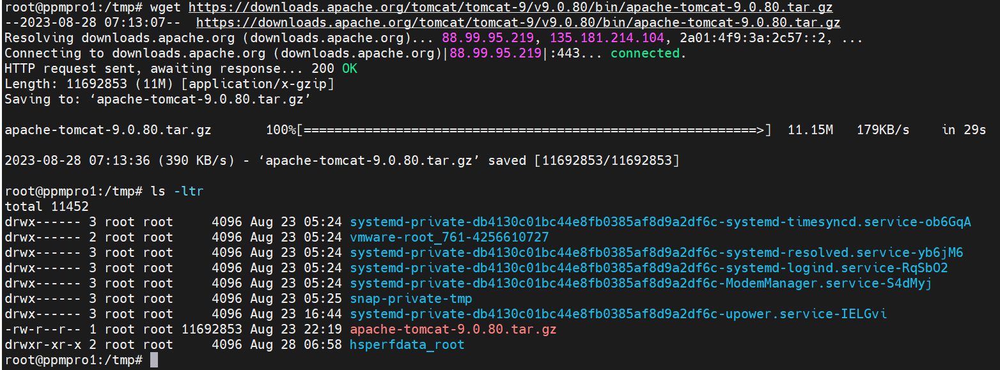 root@ppmpro1:/tmp# wget https://downloads.apache.org/tomcat/tomcat-9/v9.0.80/bin/apache-tomcat-9.0.80.tar.gz
--2023-08-28 07:13:07--  https://downloads.apache.org/tomcat/tomcat-9/v9.0.80/bin/apache-tomcat-9.0.80.tar.gz
Resolving downloads.apache.org (downloads.apache.org)... 88.99.95.219, 135.181.214.104, 2a01:4f9:3a:2c57::2, ...
Connecting to downloads.apache.org (downloads.apache.org)|88.99.95.219|:443... connected.
HTTP request sent, awaiting response... 200 OK
Length: 11692853 (11M) [application/x-gzip]
Saving to: ‘apache-tomcat-9.0.80.tar.gz’
apache-tomcat-9.0.80.tar.gz       100%[===========================================================>]  11.15M   179KB/s    in 29s
2023-08-28 07:13:36 (390 KB/s) - ‘apache-tomcat-9.0.80.tar.gz’ saved [11692853/11692853]
root@ppmpro1:/tmp# ls -ltr
total 11452
drwx------ 3 root root     4096 Aug 23 05:24 systemd-private-db4130c01bc44e8fb0385af8d9a2df6c-systemd-timesyncd.service-ob6GqA
drwx------ 2 root root     4096 Aug 23 05:24 vmware-root_761-4256610727
drwx------ 3 root root     4096 Aug 23 05:24 systemd-private-db4130c01bc44e8fb0385af8d9a2df6c-systemd-resolved.service-yb6jM6
drwx------ 3 root root     4096 Aug 23 05:24 systemd-private-db4130c01bc44e8fb0385af8d9a2df6c-systemd-logind.service-RqSbO2
drwx------ 3 root root     4096 Aug 23 05:24 systemd-private-db4130c01bc44e8fb0385af8d9a2df6c-ModemManager.service-S4dMyj
drwx------ 3 root root     4096 Aug 23 05:25 snap-private-tmp
drwx------ 3 root root     4096 Aug 23 16:44 systemd-private-db4130c01bc44e8fb0385af8d9a2df6c-upower.service-IELGvi
-rw-r--r-- 1 root root 11692853 Aug 23 22:19 apache-tomcat-9.0.80.tar.gz
drwxr-xr-x 2 root root     4096 Aug 28 06:58 hsperfdata_root
root@ppmpro1:/tmp#